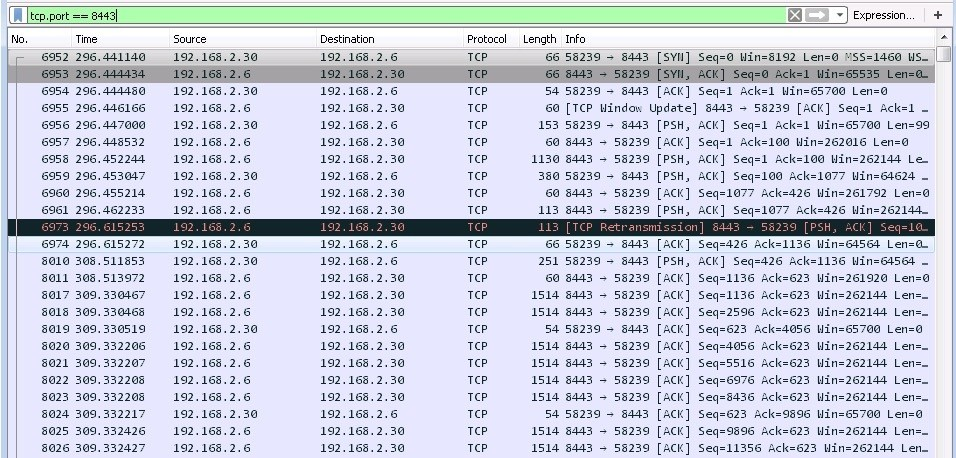 tcp.port == 8443 Expression... +
No. Time Source Destination Protocol Length Info
6952 296.441140 192.168.2.30 192.168.2.6 TCP 66 58239 → 8443 [SYN] Seq=0 Win=8192 Len=0 MSS=1460 WS…
6953 296.444434 192.168.2.6 192.168.2.30 TCP 66 8443 → 58239 [SYN, ACK] Seq=0 Ack=1 Win=65535 Len=0…
6954 296.444480 192.168.2.30 192.168.2.6 TCP 54 58239 → 8443 [ACK] Seq=1 Ack=1 Win=65700 Len=0
6955 296.446166 192.168.2.6 192.168.2.30 TCP 60 [TCP Window Update] 8443 → 58239 [ACK] Seq=1 Ack=1 …
6956 296.447000 192.168.2.30 192.168.2.6 TCP 153 58239 → 8443 [PSH, ACK] Seq=1 Ack=1 Win=65700 Len=99
6957 296.448532 192.168.2.6 192.168.2.30 TCP 60 8443 → 58239 [ACK] Seq=1 Ack=100 Win=262016 Len=0
6958 296.452244 192.168.2.6 192.168.2.30 TCP 1130 8443 → 58239 [PSH, ACK] Seq=1 Ack=100 Win=262144 Le…
6959 296.453047 192.168.2.30 192.168.2.6 TCP 380 58239 → 8443 [PSH, ACK] Seq=100 Ack=1077 Win=64624 …
6960 296.455214 192.168.2.6 192.168.2.30 TCP 60 8443 → 58239 [ACK] Seq=1077 Ack=426 Win=261792 Len=0
6961 296.462233 192.168.2.6 192.168.2.30 TCP 113 8443 → 58239 [PSH, ACK] Seq=1077 Ack=426 Win=262144…
6973 296.615253 192.168.2.6 192.168.2.30 TCP 113 [TCP Retransmission] 8443 → 58239 [PSH, ACK] Seq=10…
6974 296.615272 192.168.2.30 192.168.2.6 TCP 66 58239 → 8443 [ACK] Seq=426 Ack=1136 Win=64564 Len=0…
8010 308.511853 192.168.2.30 192.168.2.6 TCP 251 58239 → 8443 [PSH, ACK] Seq=426 Ack=1136 Win=64564 …
8011 308.513972 192.168.2.6 192.168.2.30 TCP 60 8443 → 58239 [ACK] Seq=1136 Ack=623 Win=261920 Len=0
8017 309.330467 192.168.2.6 192.168.2.30 TCP 1514 8443 → 58239 [ACK] Seq=1136 Ack=623 Win=262144 Len=…
8018 309.330468 192.168.2.6 192.168.2.30 TCP 1514 8443 → 58239 [ACK] Seq=2596 Ack=623 Win=262144 Len=…
8019 309.330519 192.168.2.30 192.168.2.6 TCP 54 58239 → 8443 [ACK] Seq=623 Ack=4056 Win=65700 Len=0
8020 309.332206 192.168.2.6 192.168.2.30 TCP 1514 8443 → 58239 [ACK] Seq=4056 Ack=623 Win=262144 Len=…
8021 309.332207 192.168.2.6 192.168.2.30 TCP 1514 8443 → 58239 [ACK] Seq=5516 Ack=623 Win=262144 Len=…
8022 309.332208 192.168.2.6 192.168.2.30 TCP 1514 8443 → 58239 [ACK] Seq=6976 Ack=623 Win=262144 Len=…
8023 309.332208 192.168.2.6 192.168.2.30 TCP 1514 8443 → 58239 [ACK] Seq=8436 Ack=623 Win=262144 Len=…
8024 309.332217 192.168.2.30 192.168.2.6 TCP 54 58239 → 8443 [ACK] Seq=623 Ack=9896 Win=65700 Len=0
8025 309.332426 192.168.2.6 192.168.2.30 TCP 1514 8443 → 58239 [ACK] Seq=9896 Ack=623 Win=262144 Len=…
8026 309.332427 192.168.2.6 192.168.2.30 TCP 1514 8443 → 58239 [ACK] Seq=11356 Ack=623 Win=262144 Len…